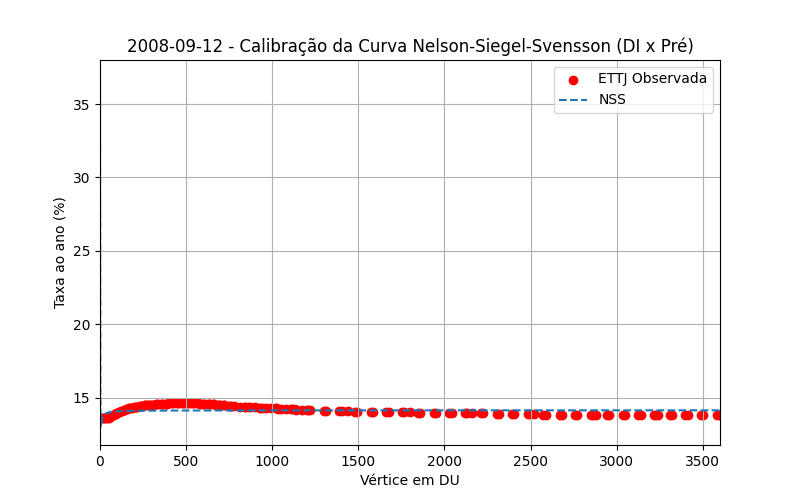 2008-09-12 - Calibração da Curva Nelson-Siegel-Svensson (DI x Pré)
ETTJ Observada
NSS
Taxa ao ano (%)
35
30
25
20
15
0 500 1000 1500 2000 2500 3000 3500
Vértice em DU